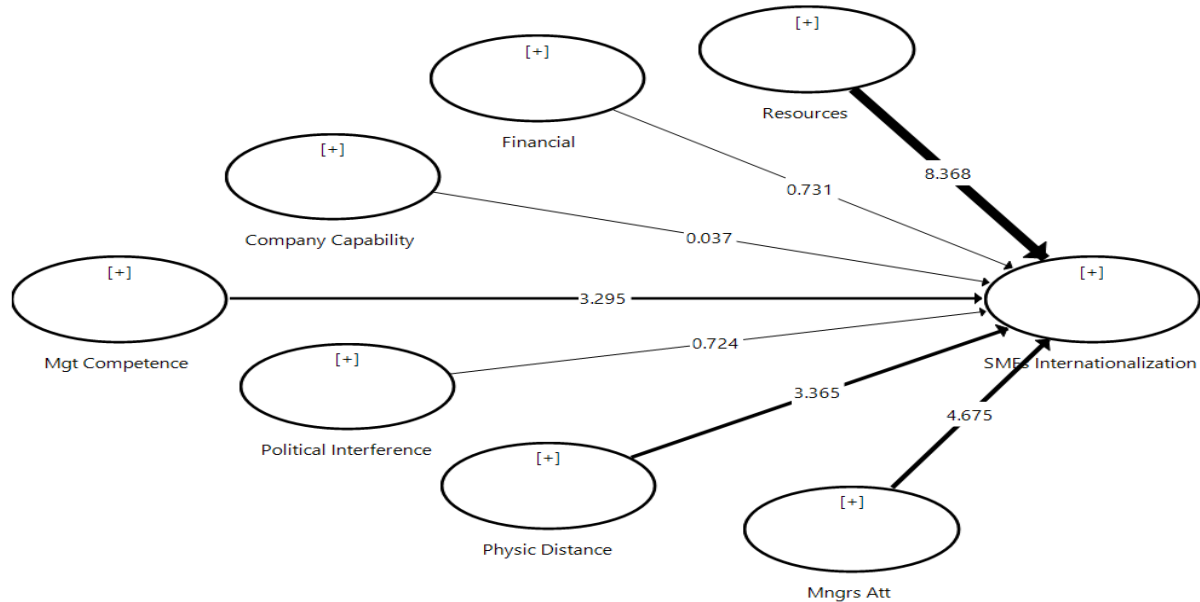 [+]
Resources
[+]
Financial
8.368
0.731
[+]
Company Capability
0.037
[+]
Mgt Competence
3.295
[+]
SMEs Internationalization
[+]
Political Interference
0.724
[+]
Physic Distance
3.365
[+]
Mngrs Att
4.675